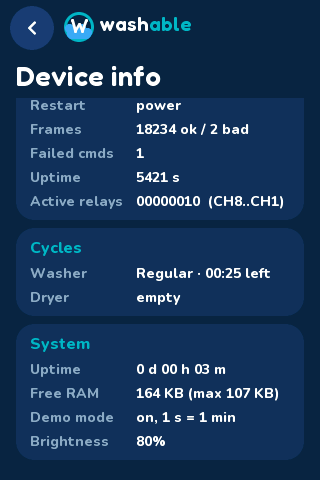 washable
Device info
Restart power
Frames 18234 ok / 2 bad
Failed cmds 1
Uptime 5421 s
Active relays 00000010 (CH8..CH1)
Cycles
Washer Regular · 00:25 left
Dryer empty
System
Uptime 0 d 00 h 03 m
Free RAM 164 KB (max 107 KB)
Demo mode on, 1 s = 1 min
Brightness 80%